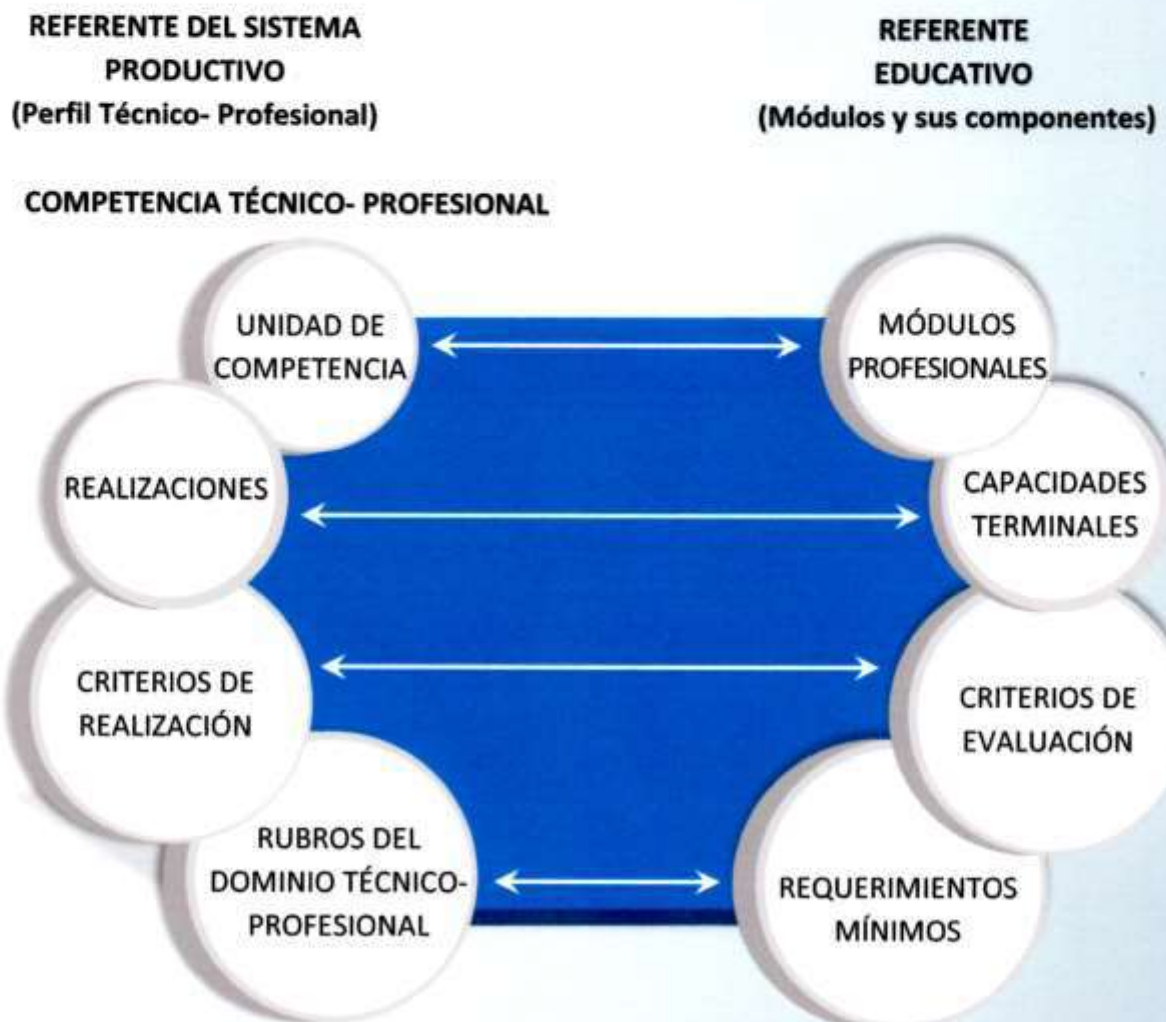 REFERENTE DEL SISTEMA
PRODUCTIVO
(Perfil Técnico- Profesional)
REFERENTE
EDUCATIVO
(Módulos y sus componentes)
COMPETENCIA TÉCNICO- PROFESIONAL
UNIDAD DE
COMPETENCIA
MÓDULOS
PROFESIONALES
REALIZACIONES
CAPACIDADES
TERMINALES
CRITERIOS DE
REALIZACIÓN
CRITERIOS DE
EVALUACIÓN
RUBROS DEL
DOMINIO TÉCNICO-
PROFESIONAL
REQUERIMIENTOS
MÍNIMOS